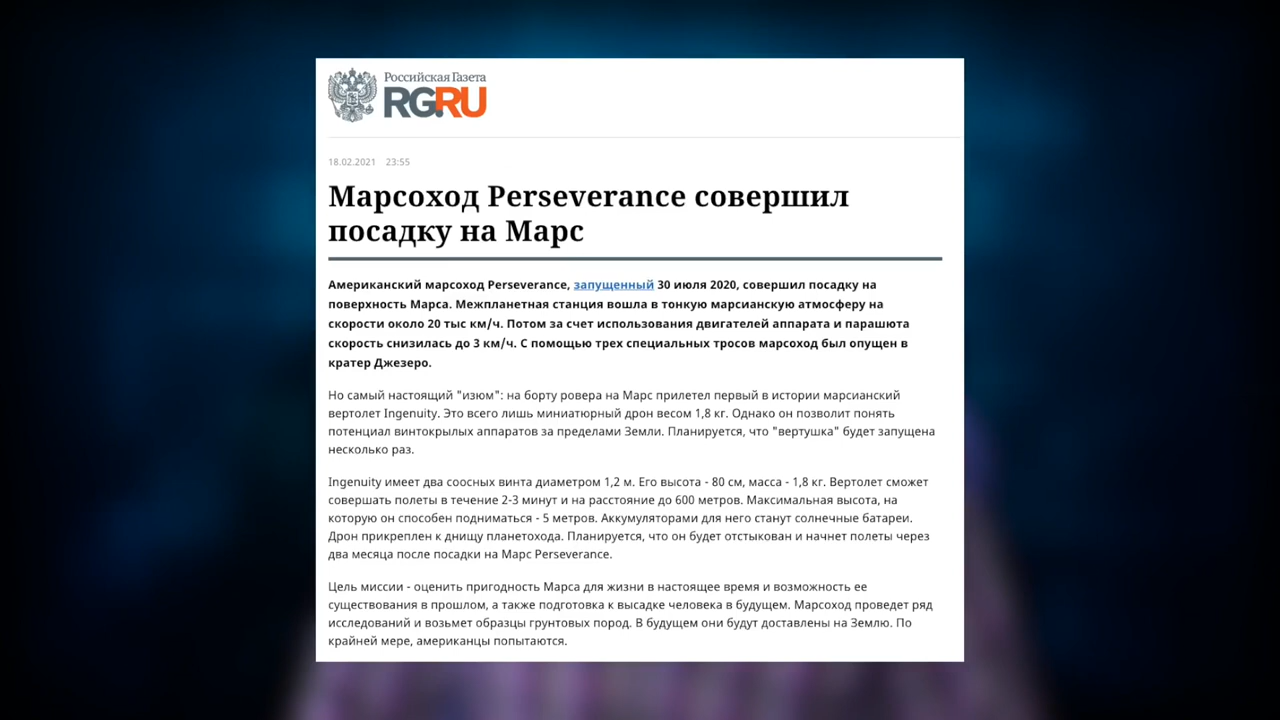 Российская Газета
RG.RU
18.02.2021 23:55
Марсоход Perseverance совершил
посадку на Марс
Американский марсоход Perseverance, запущенный 30 июля 2020, совершил посадку на
поверхность Марса. Межпланетная станция вошла в тонкую марсианскую атмосферу на
скорости около 20 тыс км/ч. Потом за счет использования двигателей аппарата и парашюта
скорость снизилась до 3 км/ч. С помощью трех специальных тросов марсоход был опущен в
кратер Джезеро.
Но самый настоящий "изюм": на борту ровера на Марс прилетел первый в истории марсианский
вертолет Ingenuity. Это всего лишь миниатюрный дрон весом 1,8 кг. Однако он позволит понять
потенциал винтокрылых аппаратов за пределами Земли. Планируется, что "вертушка" будет запущена
несколько раз.
Ingenuity имеет два соосных винта диаметром 1,2 м. Его высота - 80 см, масса - 1,8 кг. Вертолет сможет
совершать полеты в течение 2-3 минут и на расстояние до 600 метров. Максимальная высота, на
которую он способен подниматься - 5 метров. Аккумуляторами для него станут солнечные батареи.
Дрон прикреплен к днищу планетохода. Планируется, что он будет отстыкован и начнет полеты через
два месяца после посадки на Марс Perseverance.
Цель миссии - оценить пригодность Марса для жизни в настоящее время и возможность ее
существования в прошлом, а также подготовка к высадке человека в будущем. Марсоход проведет ряд
исследований и возьмет образцы грунтовых пород. В будущем они будут доставлены на Землю. По
крайней мере, американцы попытаются.